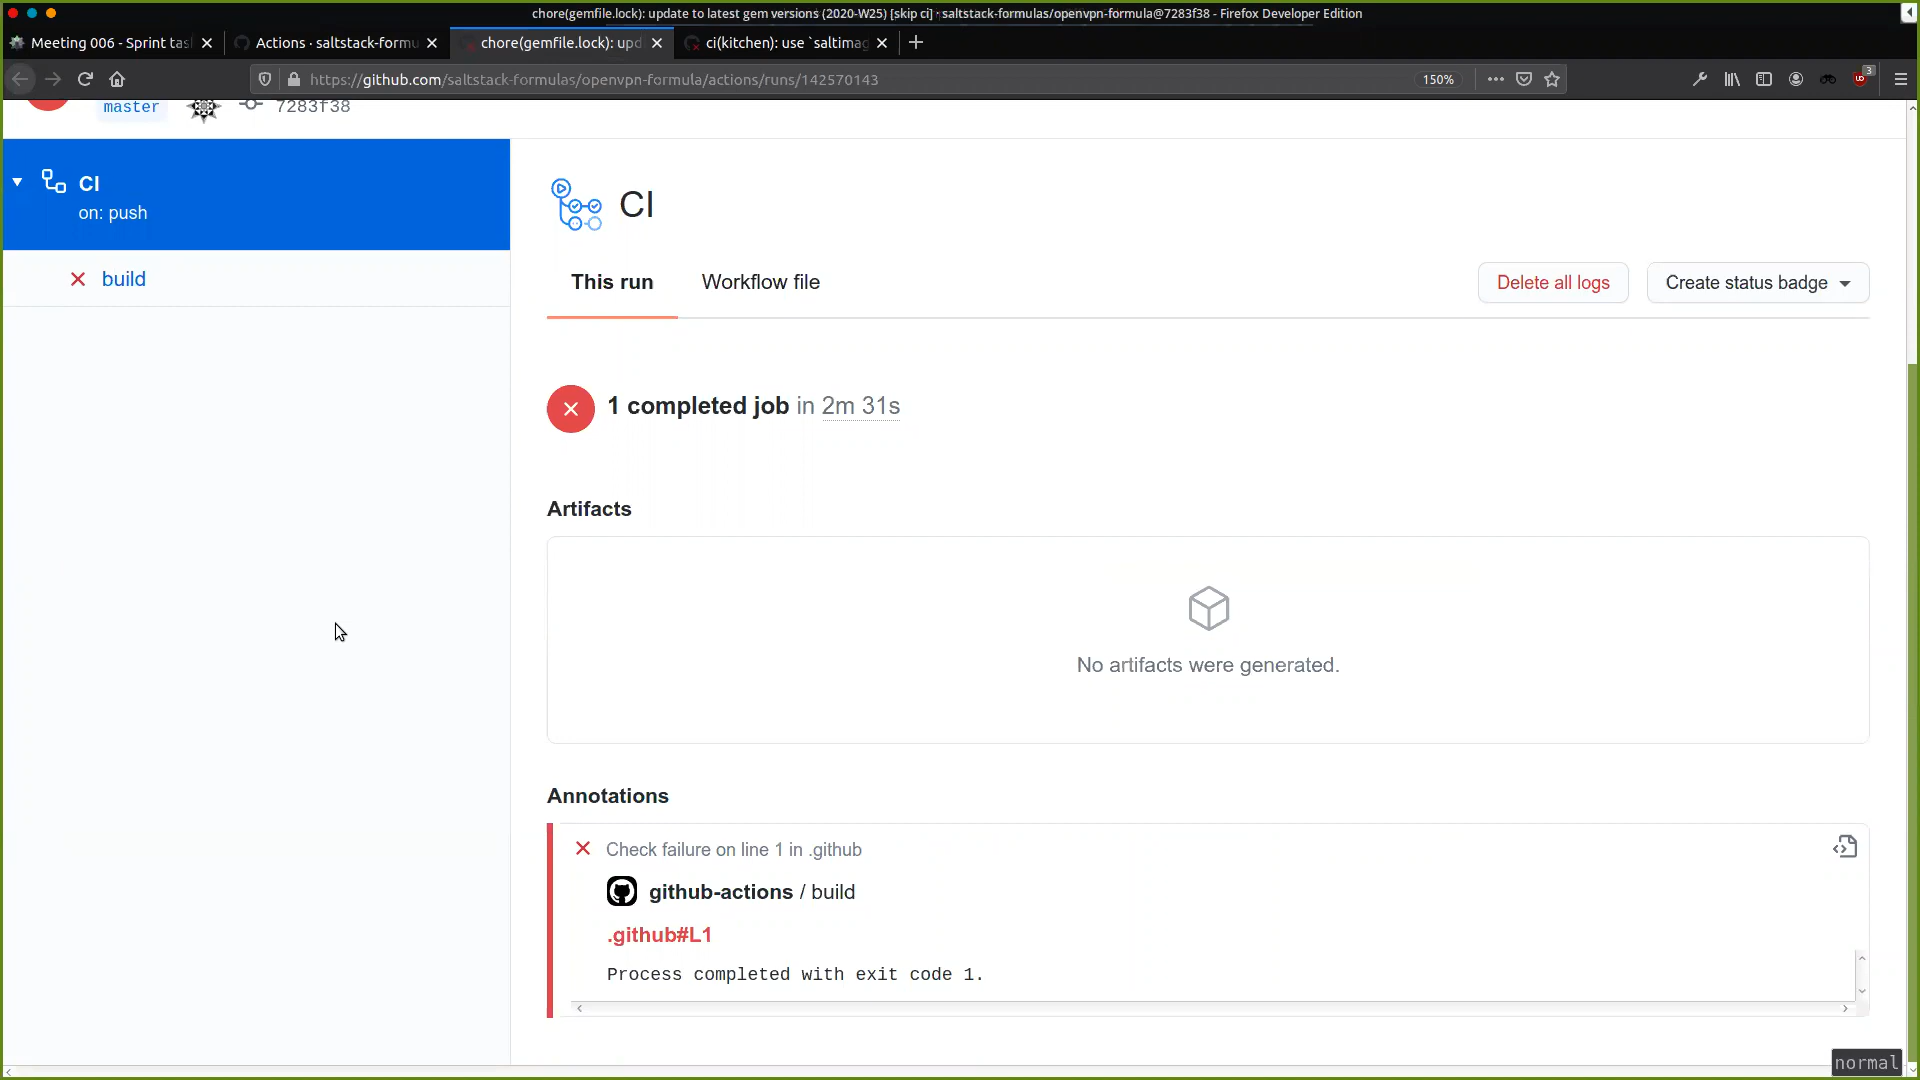 chore(gemfile.lock): update to latest gem versions (2020-W25) [skip ci] · saltstack-formulas/openvpn-formula@7283f38 - Firefox Developer Edition
Meeting 006 - Sprint tas
Actions · saltstack-formu
chore(gemfile.lock): upd
ci(kitchen): use `saltimag
https://github.com/saltstack-formulas/openvpn-formula/actions/runs/142570143
150%
3
master
7283f38
CI
on: push
build
CI
This run
Workflow file
Delete all logs
Create status badge
1 completed job in 2m 31s
Artifacts
No artifacts were generated.
Annotations
Check failure on line 1 in .github
github-actions / build
.github#L1
Process completed with exit code 1.
normal